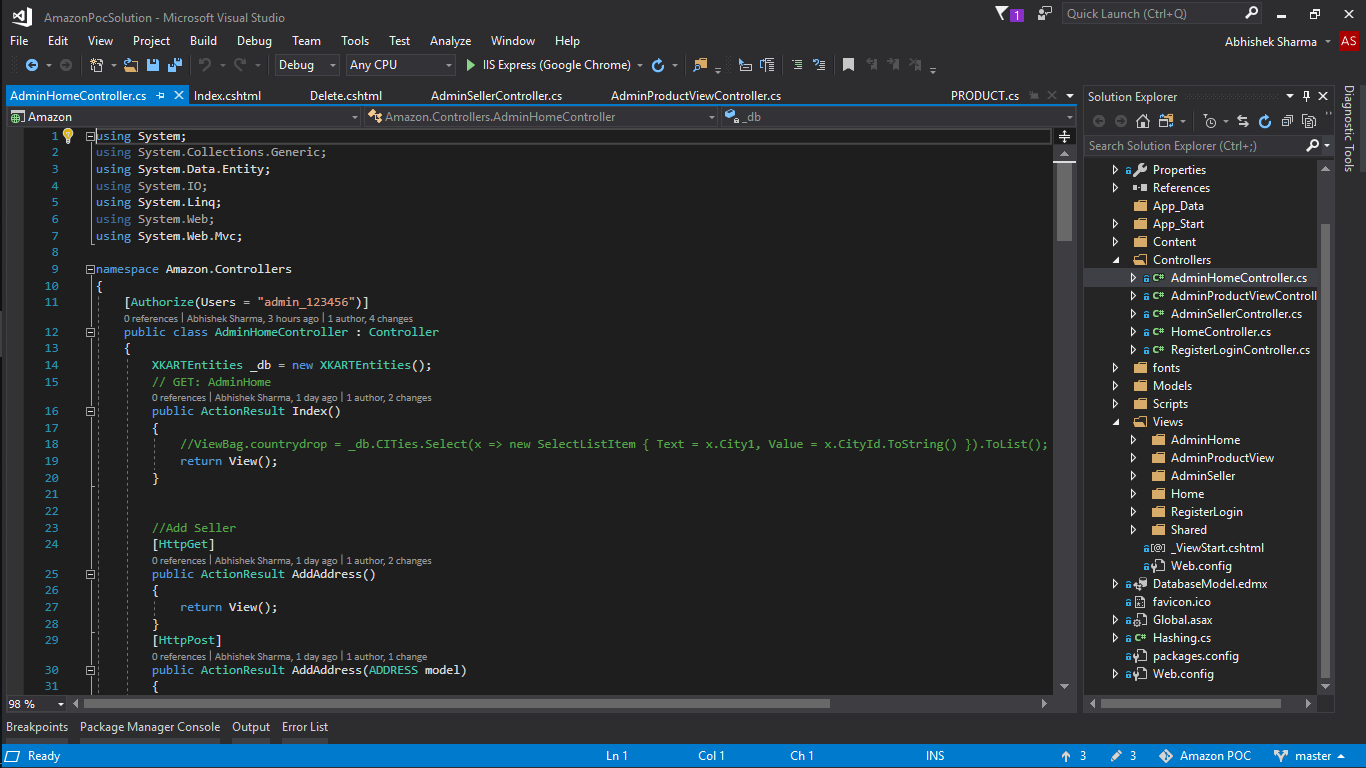 AmazonPocSolution - Microsoft Visual Studio
1
Quick Launch (Ctrl+Q)
File Edit View Project Build Debug Team Tools Test Analyze Window Help
Abhishek Sharma AS
Debug Any CPU IIS Express (Google Chrome)
AdminHomeController.cs Index.cshtml Delete.cshtml AdminSellerController.cs AdminProductViewController.cs PRODUCT.cs
Amazon Amazon.Controllers.AdminHomeController _db
1 using System;
2 using System.Collections.Generic;
3 using System.Data.Entity;
4 using System.IO;
5 using System.Linq;
6 using System.Web;
7 using System.Web.Mvc;
8
9 namespace Amazon.Controllers
10 {
11 [Authorize(Users = "admin_123456")]
0 references | Abhishek Sharma, 3 hours ago | 1 author, 4 changes
12 public class AdminHomeController : Controller
13 {
14 XKARTEntities _db = new XKARTEntities();
15 // GET: AdminHome
0 references | Abhishek Sharma, 1 day ago | 1 author, 2 changes
16 public ActionResult Index()
17 {
18 //ViewBag.countrydrop = _db.CITies.Select(x => new SelectListItem { Text = x.City1, Value = x.CityId.ToString() }).ToList();
19 return View();
20 }
21
22
23 //Add Seller
24 [HttpGet]
0 references | Abhishek Sharma, 1 day ago | 1 author, 2 changes
25 public ActionResult AddAddress()
26 {
27 return View();
28 }
29 [HttpPost]
0 references | Abhishek Sharma, 1 day ago | 1 author, 1 change
30 public ActionResult AddAddress(ADDRESS model)
31 {
98 %
Solution Explorer
Search Solution Explorer (Ctrl+;)
Properties
References
App_Data
App_Start
Content
Controllers
C# AdminHomeController.cs
C# AdminProductViewControll
C# AdminSellerController.cs
C# HomeController.cs
C# RegisterLoginController.cs
fonts
Models
Scripts
Views
AdminHome
AdminProductView
AdminSeller
Home
RegisterLogin
Shared
_ViewStart.cshtml
Web.config
DatabaseModel.edmx
favicon.ico
Global.asax
C# Hashing.cs
packages.config
Web.config
Diagnostic Tools
Breakpoints Package Manager Console Output Error List
Ready Ln 1 Col 1 Ch 1 INS 3 3 Amazon POC master